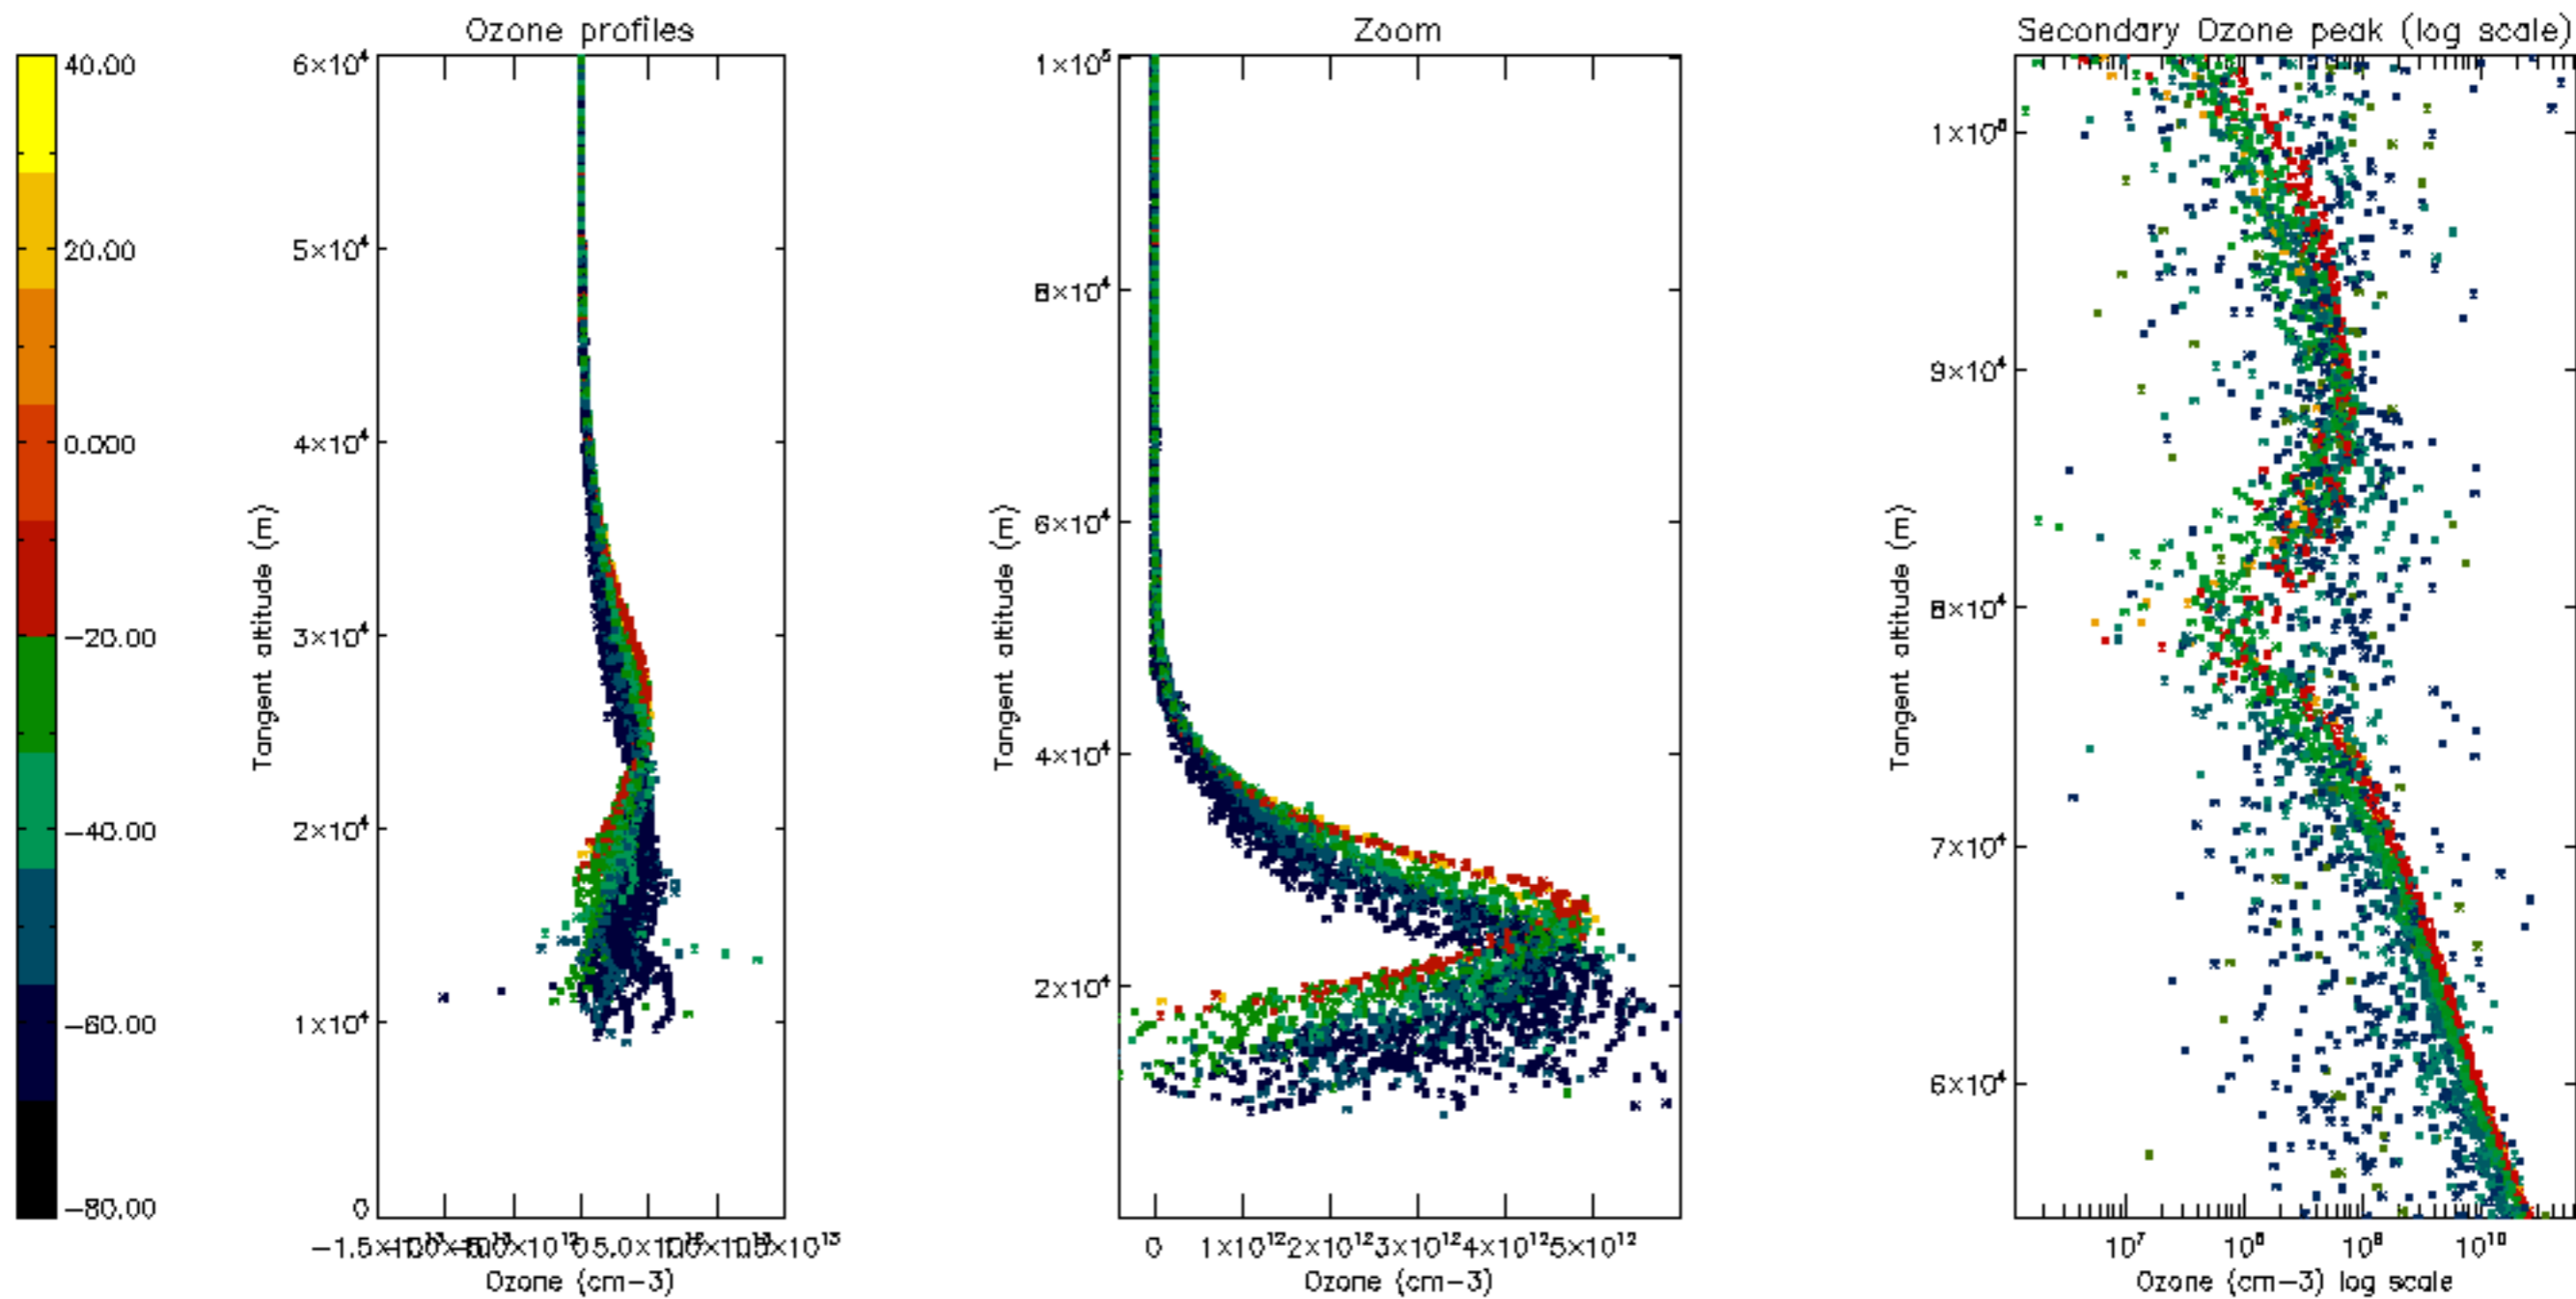 Ozone profiles
Zoom
Secondary Ozone peak (log scale)
40.00
20.00
0.000
−20.00
−40.00
−60.00
−80.00
6×10⁴
5×10⁴
4×10⁴
3×10⁴
2×10⁴
1×10⁴
0
Tangent altitude (m)
Ozone (cm−3)
1×10⁵
8×10⁴
6×10⁴
4×10⁴
2×10⁴
Tangent altitude (m)
0 1×10¹² 2×10¹² 3×10¹² 4×10¹² 5×10¹²
Ozone (cm−3)
1×10⁵
9×10⁴
8×10⁴
7×10⁴
6×10⁴
Tangent altitude (m)
10⁷ 10⁸ 10⁹ 10¹⁰
Ozone (cm−3) log scale